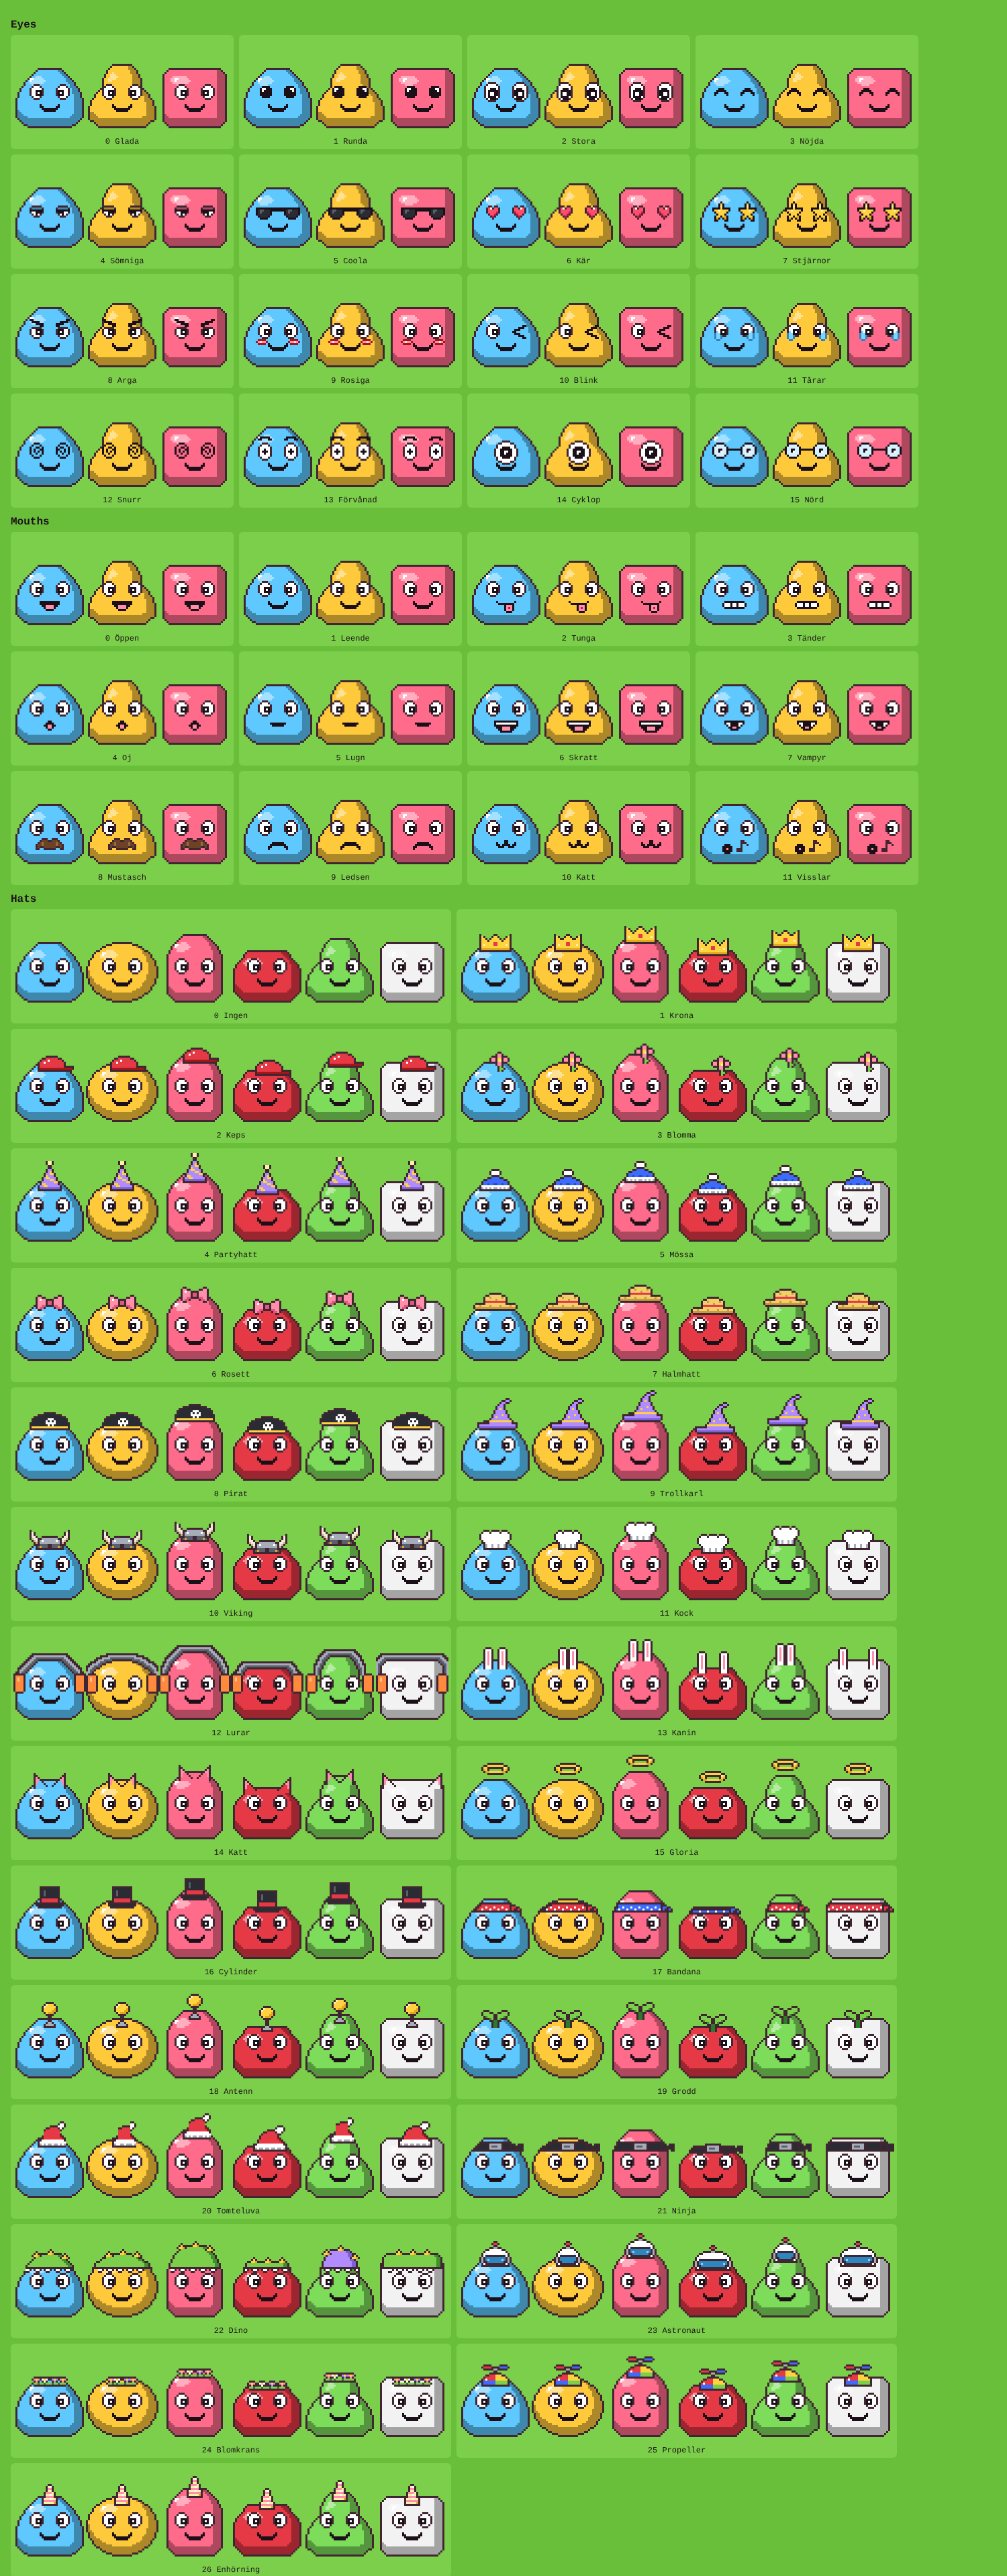 Eyes
0 Glada
1 Runda
2 Stora
3 Nöjda
4 Sömniga
5 Coola
6 Kär
7 Stjärnor
8 Arga
9 Rosiga
10 Blink
11 Tårar
12 Snurr
13 Förvånad
14 Cyklop
15 Nörd
Mouths
0 Öppen
1 Leende
2 Tunga
3 Tänder
4 Oj
5 Lugn
6 Skratt
7 Vampyr
8 Mustasch
9 Ledsen
10 Katt
11 Visslar
Hats
0 Ingen
1 Krona
2 Keps
3 Blomma
4 Partyhatt
5 Mössa
6 Rosett
7 Halmhatt
8 Pirat
9 Trollkarl
10 Viking
11 Kock
12 Lurar
13 Kanin
14 Katt
15 Gloria
16 Cylinder
17 Bandana
18 Antenn
19 Grodd
20 Tomteluva
21 Ninja
22 Dino
23 Astronaut
24 Blomkrans
25 Propeller
26 Enhörning